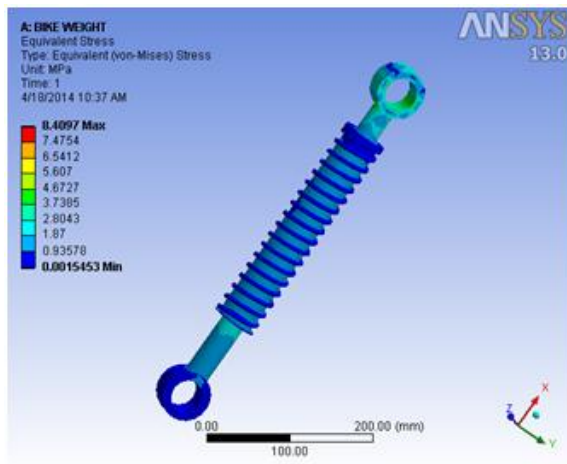 A: BIKE WEIGHT
Equivalent Stress
Type: Equivalent (von-Mises) Stress
Unit: MPa
Time: 1
4/18/2014 10:37 AM
8.4097 Max
7.4754
6.5412
5.607
4.6727
3.7385
2.8043
1.87
0.93578
0.0015453 Min
ANSYS
13.0
0.00
200.00 (mm)
100.00
X
Z
Y